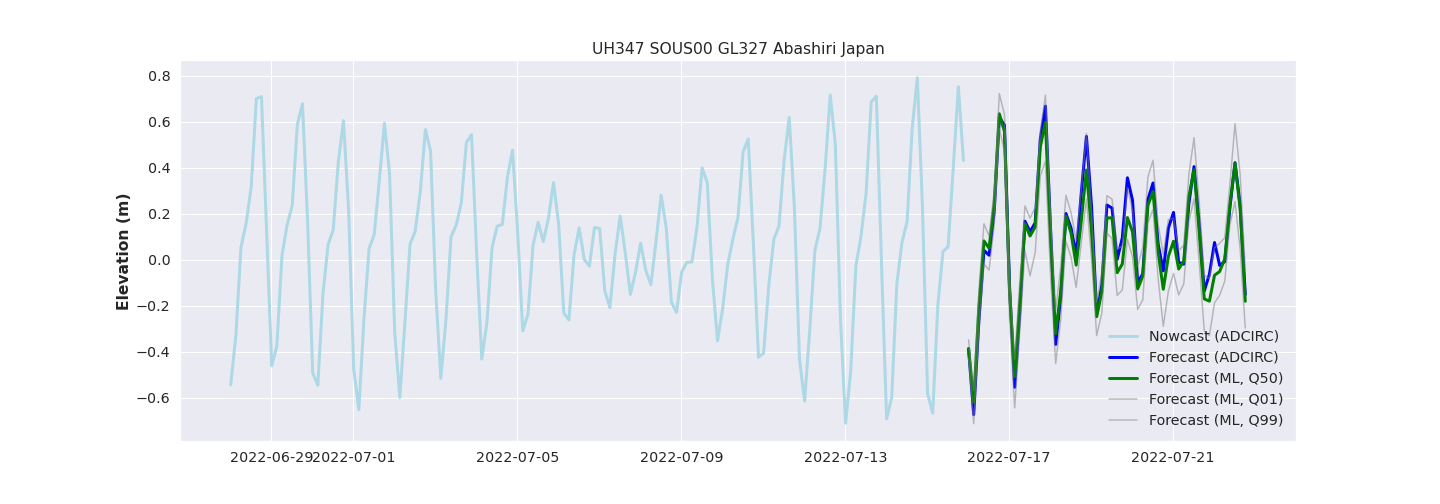 UH347 SOUS00 GL327 Abashiri Japan
Elevation (m)
0.8
0.6
0.4
0.2
0.0
−0.2
−0.4
−0.6
Nowcast (ADCIRC)
Forecast (ADCIRC)
Forecast (ML, Q50)
Forecast (ML, Q01)
Forecast (ML, Q99)
2022-06-29 2022-07-01 2022-07-05 2022-07-09 2022-07-13 2022-07-17 2022-07-21